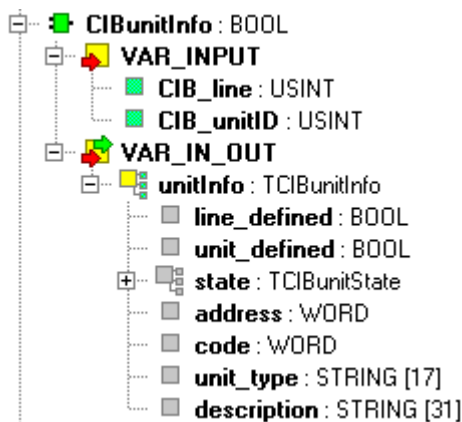 CIBunitInfo : BOOL
VAR_INPUT
CIB_line : USINT
CIB_unitID : USINT
VAR_IN_OUT
unitInfo : TCIBunitInfo
line_defined : BOOL
unit_defined : BOOL
state : TCIBunitState
address : WORD
code : WORD
unit_type : STRING [17]
description : STRING [31]